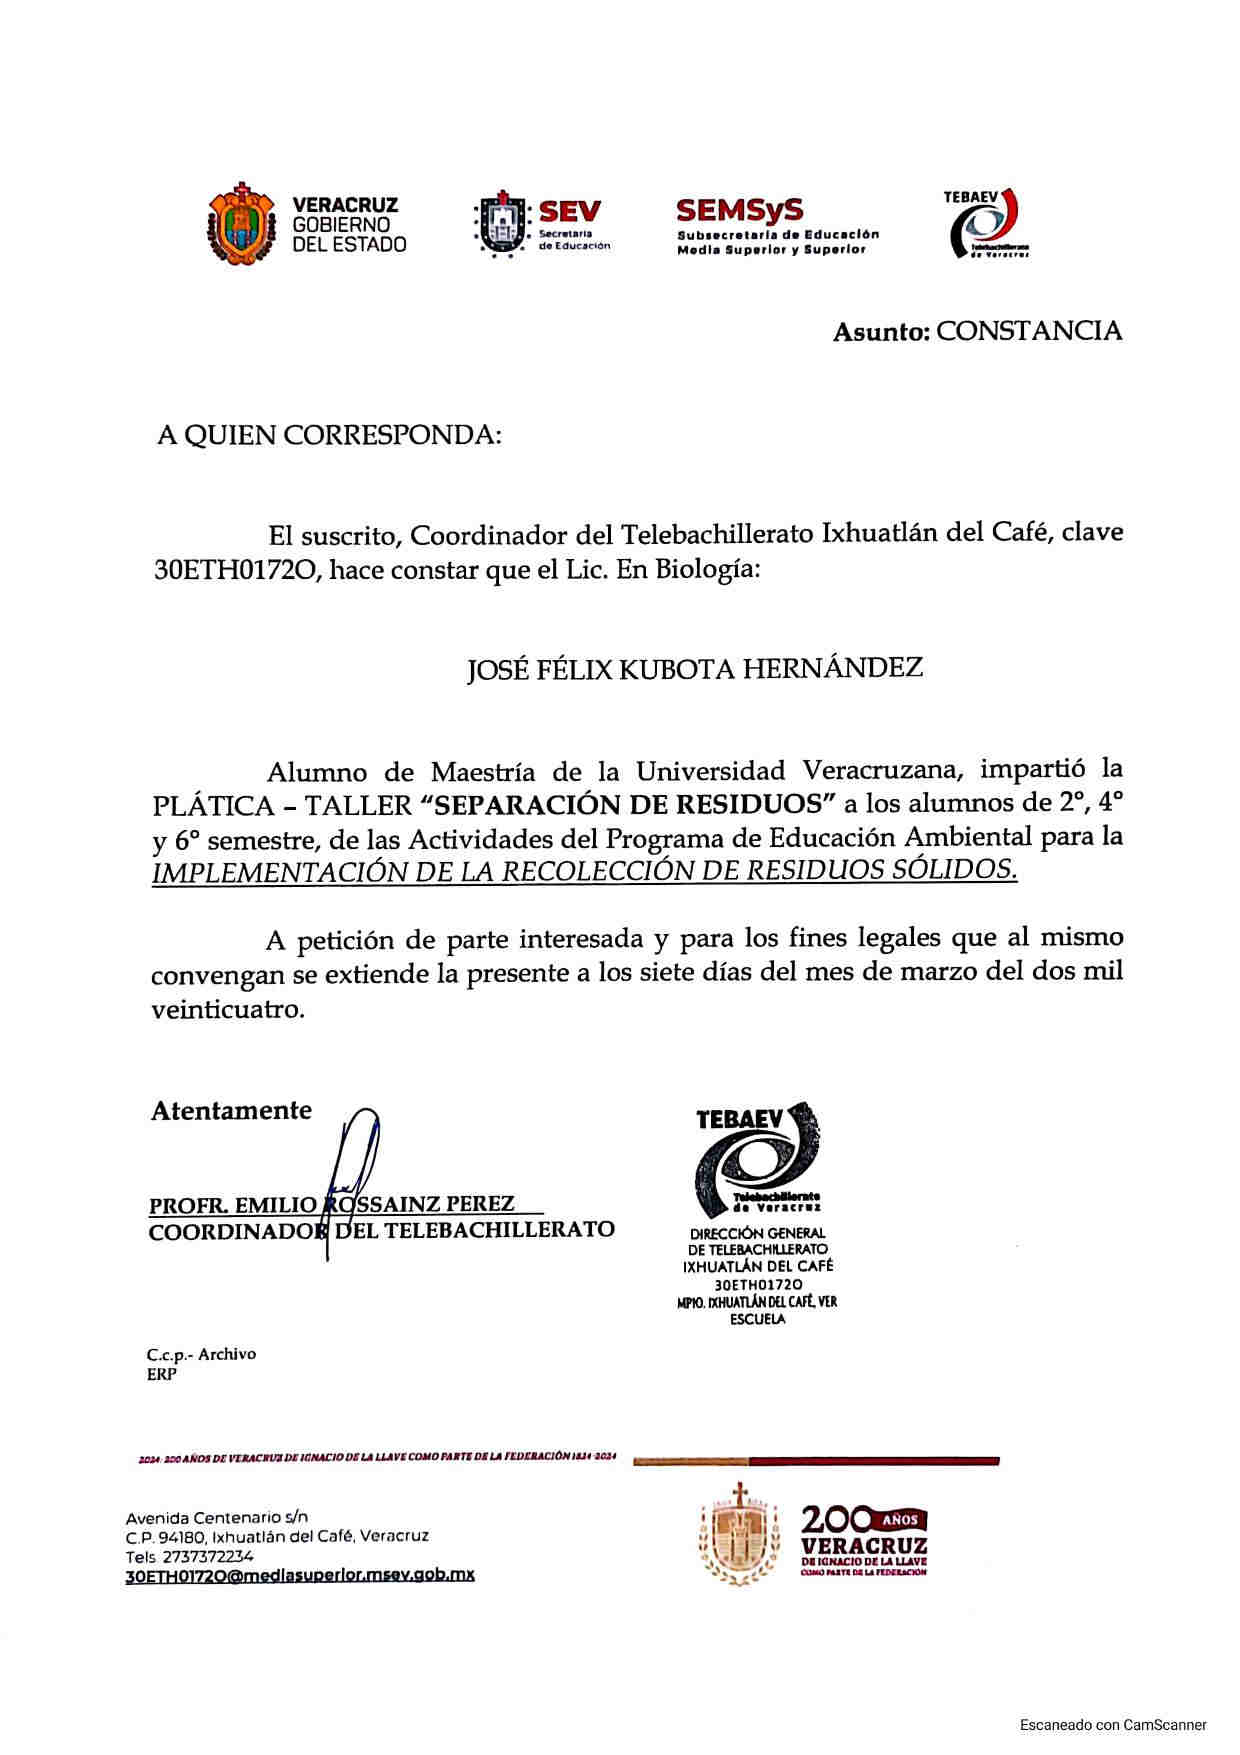 VERACRUZ
GOBIERNO
DEL ESTADO
SEV
Secretaría
de Educación
SEMSyS
Subsecretaría de Educación
Media Superior y Superior
TEBAEV
Telebachillerato
de Veracruz
Asunto: CONSTANCIA
A QUIEN CORRESPONDA:
El suscrito, Coordinador del Telebachillerato Ixhuatlán del Café, clave
30ETH0172O, hace constar que el Lic. En Biología:
JOSÉ FÉLIX KUBOTA HERNÁNDEZ
Alumno de Maestría de la Universidad Veracruzana, impartió la
PLÁTICA – TALLER “SEPARACIÓN DE RESIDUOS” a los alumnos de 2º, 4º
y 6º semestre, de las Actividades del Programa de Educación Ambiental para la
IMPLEMENTACIÓN DE LA RECOLECCIÓN DE RESIDUOS SÓLIDOS.
A petición de parte interesada y para los fines legales que al mismo
convengan se extiende la presente a los siete días del mes de marzo del dos mil
veinticuatro.
Atentamente
PROFR. EMILIO ROSSAINZ PEREZ
COORDINADOR DEL TELEBACHILLERATO
TEBAEV
Telebachillerato
de Veracruz
DIRECCIÓN GENERAL
DE TELEBACHILLERATO
IXHUATLÁN DEL CAFÉ
30ETH0172O
MPIO. IXHUATLÁN DEL CAFÉ, VER
ESCUELA
C.c.p.- Archivo
ERP
2024: 200 AÑOS DE VERACRUZ DE IGNACIO DE LA LLAVE COMO PARTE DE LA FEDERACIÓN 1824-2024
Avenida Centenario s/n
C.P. 94180, Ixhuatlán del Café, Veracruz
Tels 2737372234
30ETH0172O@mediasuperior.msev.gob.mx
200 AÑOS
VERACRUZ
DE IGNACIO DE LA LLAVE
COMO PARTE DE LA FEDERACIÓN
Escaneado con CamScanner